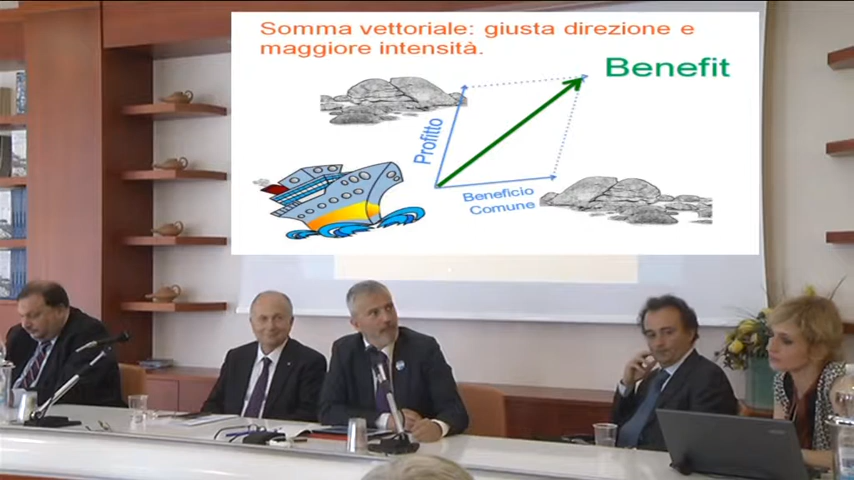 Somma vettoriale: giusta direzione e
maggiore intensità.
Benefit
Profitto
Beneficio
Comune